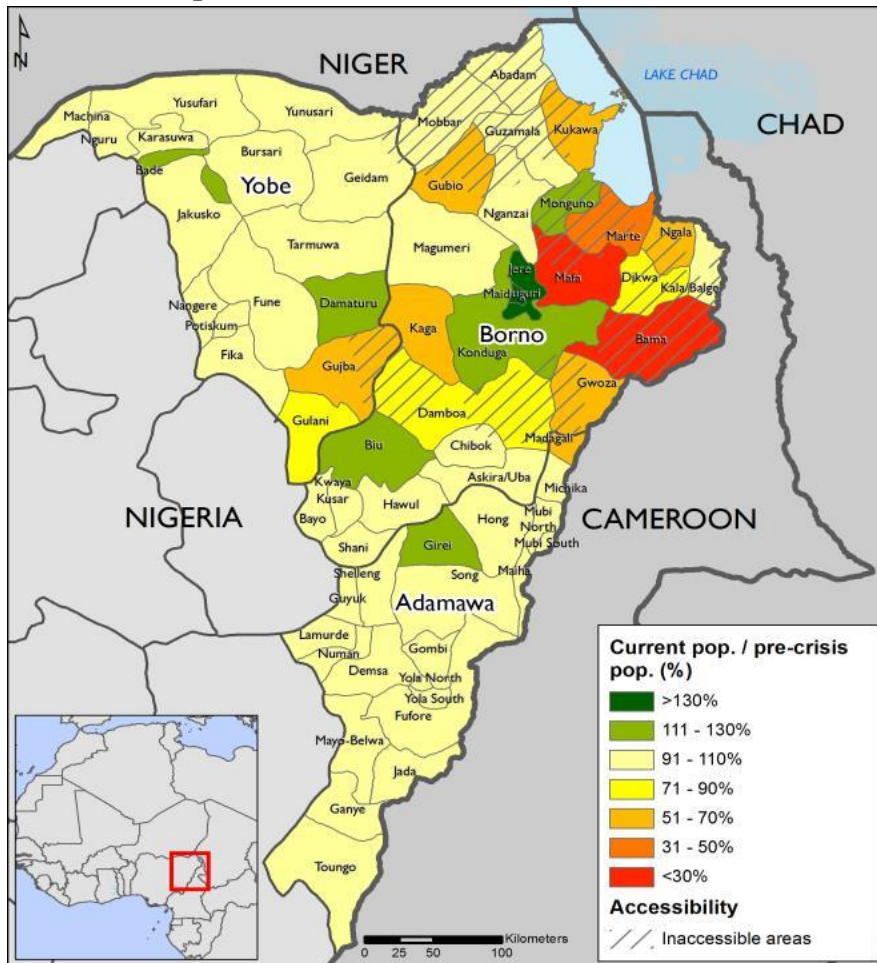 N
NIGER
LAKE CHAD
CHAD
Abadam
Yusufari
Machina
Yunusari
Mobbar
Kukawa
Nguru
Karasuwa
Guzamala
Bursari
Bade
Geidam
Gubio
Yobe
Monguno
Jakusko
Nganzai
Marte
Ngala
Tarmuwa
Magumeri
Jere
Mafa
Dikwa
Kala/Balge
Maiduguri
Nangere
Fune
Damaturu
Kaga
Potiskum
Borno
Bama
Konduga
Fika
Gujba
Gwoza
Gulani
Damboa
Madagali
Biu
Chibok
Kwaya
Kusar
Askira/Uba
Michika
Hawul
Bayo
NIGERIA
Hong
Mubi
North
CAMEROON
Mubi South
Shani
Girei
Maiha
Shelleng
Song
Guyuk
Adamawa
Lamurde
Numan
Gombi
Demsa
Yola North
Yola South
Fufore
Mayo-Belwa
Jada
Ganye
Toungo
Kilometers
0 25 50 100
Current pop. / pre-crisis
pop. (%)
>130%
111 - 130%
91 - 110%
71 - 90%
51 - 70%
31 - 50%
<30%
Accessibility
Inaccessible areas